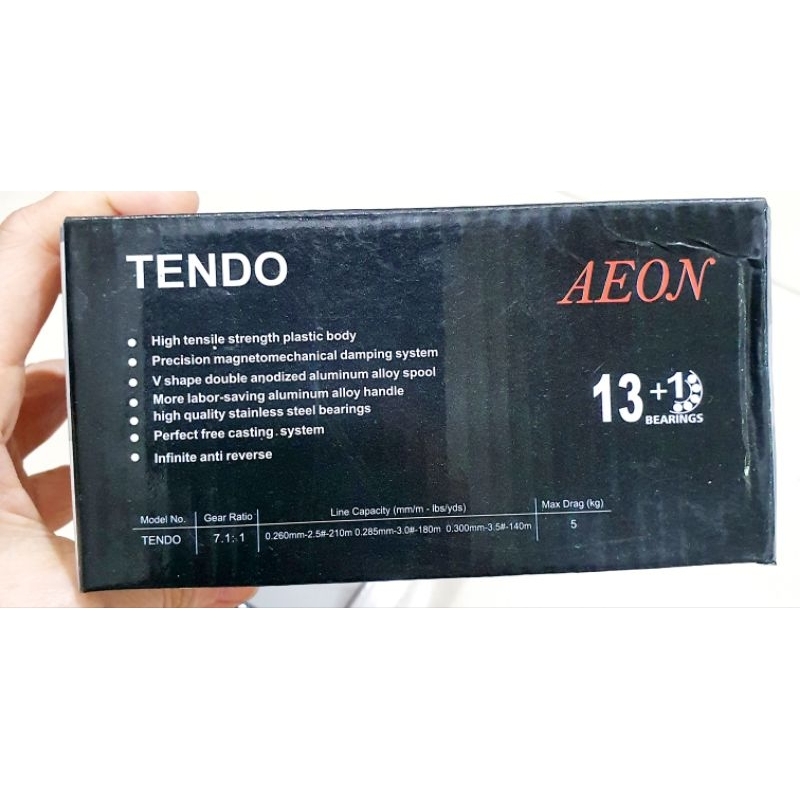 TENDO
AEON
High tensile strength plastic body
Precision magnetomechanical damping system
V shape double anodized aluminum alloy spool
More labor-saving aluminum alloy handle
high quality stainless steel bearings
Perfect free casting system
Infinite anti reverse
13+1
BEARINGS
Model No. Gear Ratio Line Capacity (mm/m - lbs/yds) Max Drag (kg)
TENDO 7.1:1 0.260mm-2.5#-210m 0.285mm-3.0#-180m 0.300mm-3.5#-140m 5